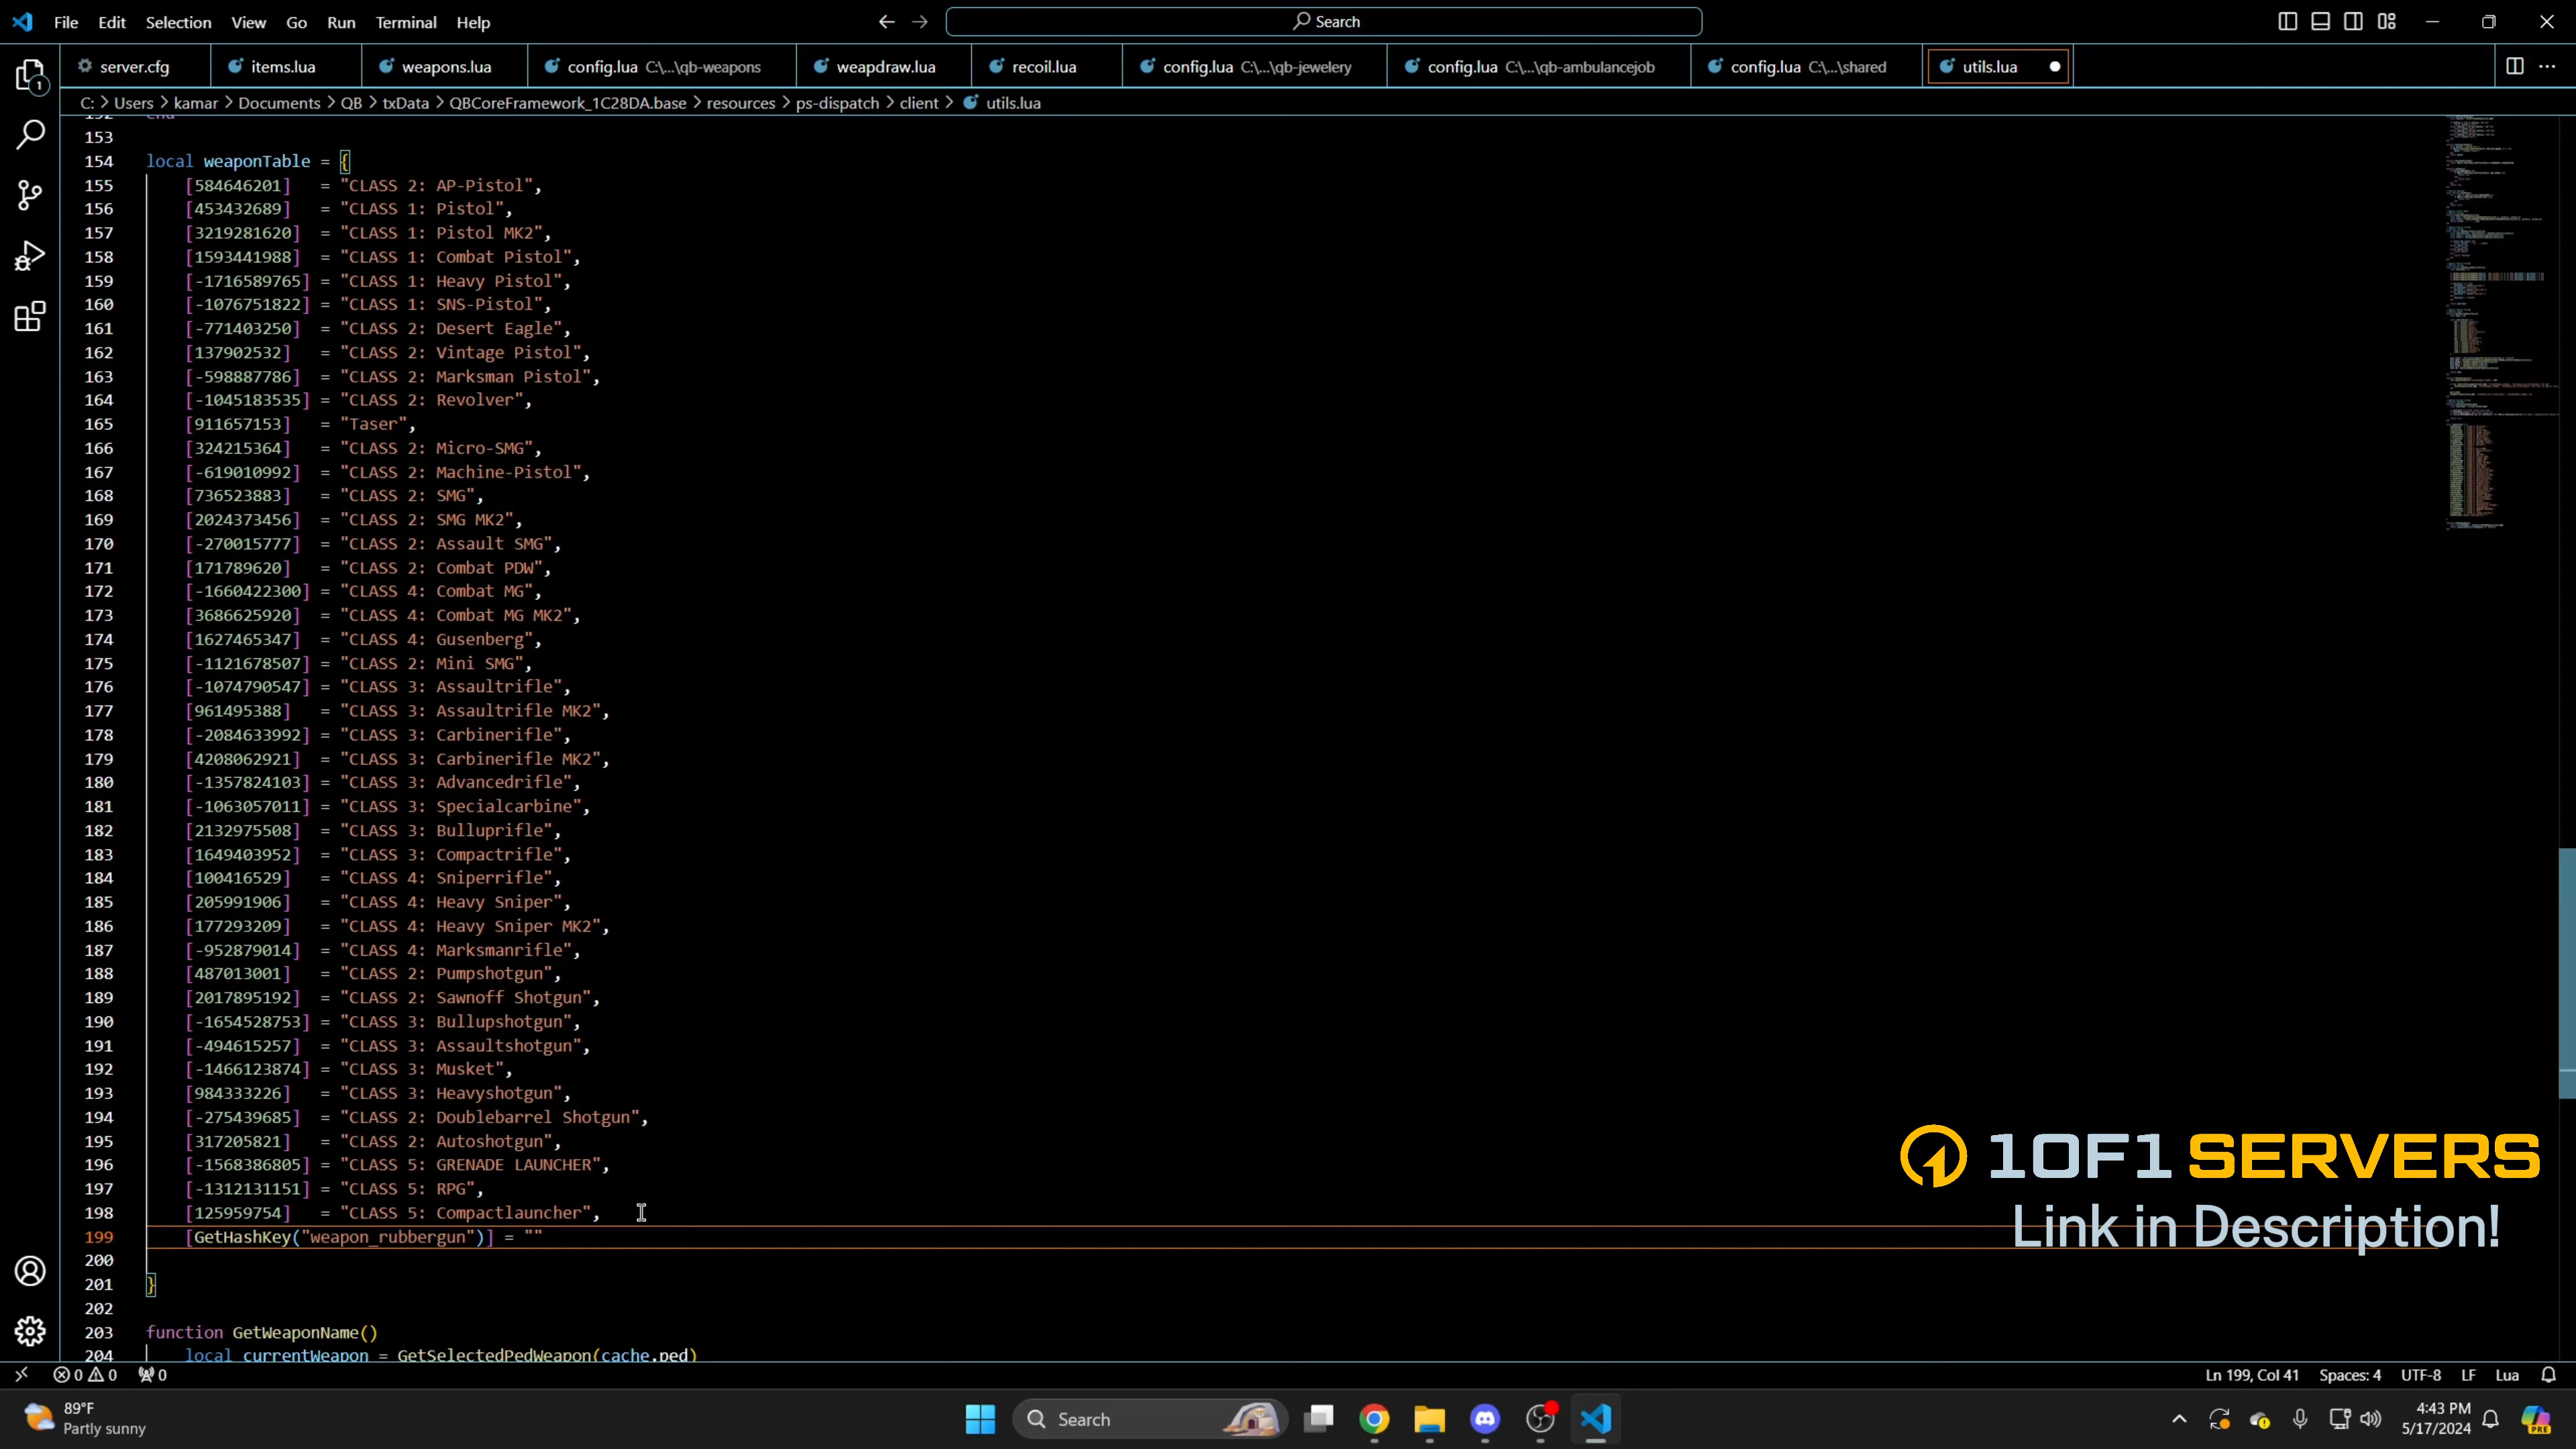 File Edit Selection View Go Run Terminal Help
Search
server.cfg items.lua weapons.lua config.lua C:\...\qb-weapons weapdraw.lua recoil.lua config.lua C:\...\qb-jewelery config.lua C:\...\qb-ambulancejob config.lua C:\...\shared utils.lua
1
C: > Users > kamar > Documents > QB > txData > QBCoreFramework_1C28DA.base > resources > ps-dispatch > client > utils.lua
152 end
153
154 local weaponTable = {
155 [584646201] = "CLASS 2: AP-Pistol",
156 [453432689] = "CLASS 1: Pistol",
157 [3219281620] = "CLASS 1: Pistol MK2",
158 [1593441988] = "CLASS 1: Combat Pistol",
159 [-1716589765] = "CLASS 1: Heavy Pistol",
160 [-1076751822] = "CLASS 1: SNS-Pistol",
161 [-771403250] = "CLASS 2: Desert Eagle",
162 [137902532] = "CLASS 2: Vintage Pistol",
163 [-598887786] = "CLASS 2: Marksman Pistol",
164 [-1045183535] = "CLASS 2: Revolver",
165 [911657153] = "Taser",
166 [324215364] = "CLASS 2: Micro-SMG",
167 [-619010992] = "CLASS 2: Machine-Pistol",
168 [736523883] = "CLASS 2: SMG",
169 [2024373456] = "CLASS 2: SMG MK2",
170 [-270015777] = "CLASS 2: Assault SMG",
171 [171789620] = "CLASS 2: Combat PDW",
172 [-1660422300] = "CLASS 4: Combat MG",
173 [3686625920] = "CLASS 4: Combat MG MK2",
174 [1627465347] = "CLASS 4: Gusenberg",
175 [-1121678507] = "CLASS 2: Mini SMG",
176 [-1074790547] = "CLASS 3: Assaultrifle",
177 [961495388] = "CLASS 3: Assaultrifle MK2",
178 [-2084633992] = "CLASS 3: Carbinerifle",
179 [4208062921] = "CLASS 3: Carbinerifle MK2",
180 [-1357824103] = "CLASS 3: Advancedrifle",
181 [-1063057011] = "CLASS 3: Specialcarbine",
182 [2132975508] = "CLASS 3: Bulluprifle",
183 [1649403952] = "CLASS 3: Compactrifle",
184 [100416529] = "CLASS 4: Sniperrifle",
185 [205991906] = "CLASS 4: Heavy Sniper",
186 [177293209] = "CLASS 4: Heavy Sniper MK2",
187 [-952879014] = "CLASS 4: Marksmanrifle",
188 [487013001] = "CLASS 2: Pumpshotgun",
189 [2017895192] = "CLASS 2: Sawnoff Shotgun",
190 [-1654528753] = "CLASS 3: Bullupshotgun",
191 [-494615257] = "CLASS 3: Assaultshotgun",
192 [-1466123874] = "CLASS 3: Musket",
193 [984333226] = "CLASS 3: Heavyshotgun",
194 [-275439685] = "CLASS 2: Doublebarrel Shotgun",
195 [317205821] = "CLASS 2: Autoshotgun",
196 [-1568386805] = "CLASS 5: GRENADE LAUNCHER",
197 [-1312131151] = "CLASS 5: RPG",
198 [125959754] = "CLASS 5: Compactlauncher",
199 [GetHashKey("weapon_rubbergun")] = ""
200
201 }
202
203 function GetWeaponName()
204 local currentWeapon = GetSelectedPedWeapon(cache.ped)
1OF1 SERVERS
Link in Description!
0 0 0 Ln 199, Col 41 Spaces: 4 UTF-8 LF Lua
89°F
Partly sunny
Search
4:43 PM
5/17/2024
PRE